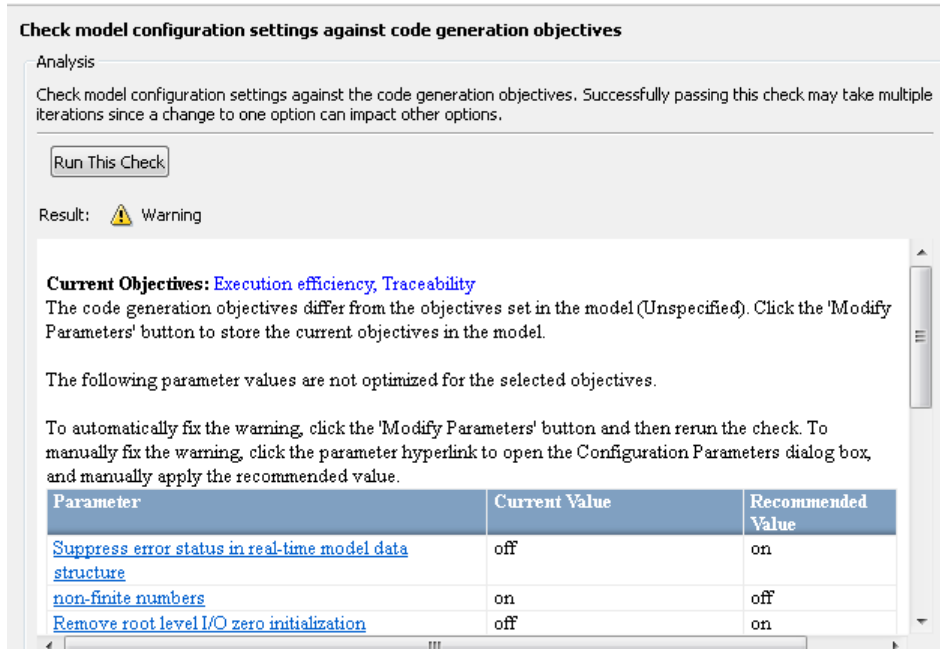 Check model configuration settings against code generation objectives
Analysis
Check model configuration settings against the code generation objectives. Successfully passing this check may take multiple
iterations since a change to one option can impact other options.
Run This Check
Result: Warning
Current Objectives: Execution efficiency, Traceability
The code generation objectives differ from the objectives set in the model (Unspecified). Click the 'Modify
Parameters' button to store the current objectives in the model.
The following parameter values are not optimized for the selected objectives.
To automatically fix the warning, click the 'Modify Parameters' button and then rerun the check. To
manually fix the warning, click the parameter hyperlink to open the Configuration Parameters dialog box,
and manually apply the recommended value.
Parameter Current Value Recommended
Value
Suppress error status in real-time model data off on
structure
non-finite numbers on off
Remove root level I/O zero initialization off on